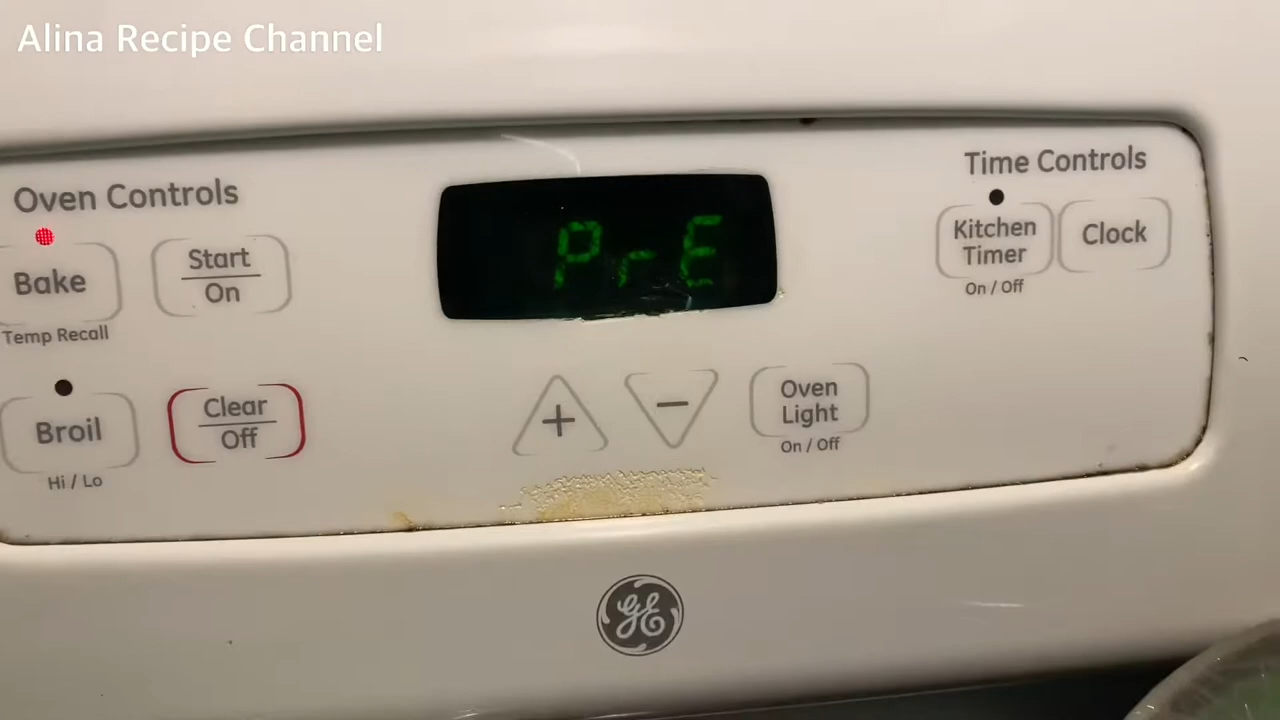 Alina Recipe Channel
Oven Controls
Bake
Temp Recall
Start
On
Broil
Hi / Lo
Clear
Off
PrE
+
−
Oven
Light
On / Off
Time Controls
Kitchen
Timer
On / Off
Clock
GE